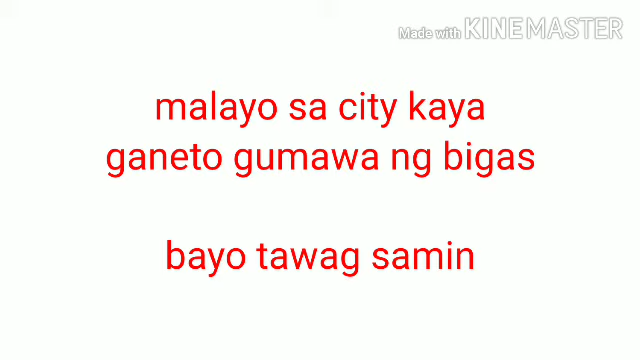 Made with KINEMASTER
malayo sa city kaya
ganeto gumawa ng bigas
bayo tawag samin